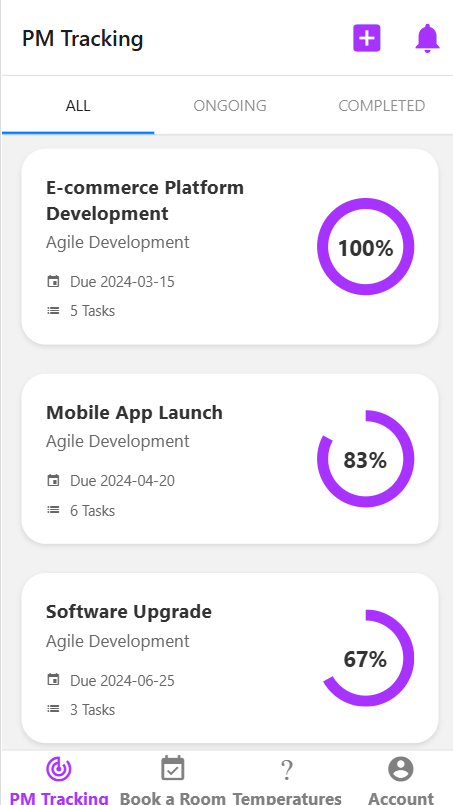 PM Tracking
ALL ONGOING COMPLETED
E-commerce Platform
Development
Agile Development
Due 2024-03-15
5 Tasks
100%
Mobile App Launch
Agile Development
Due 2024-04-20
6 Tasks
83%
Software Upgrade
Agile Development
Due 2024-06-25
3 Tasks
67%
?
PM Tracking Book a Room Temperatures Account